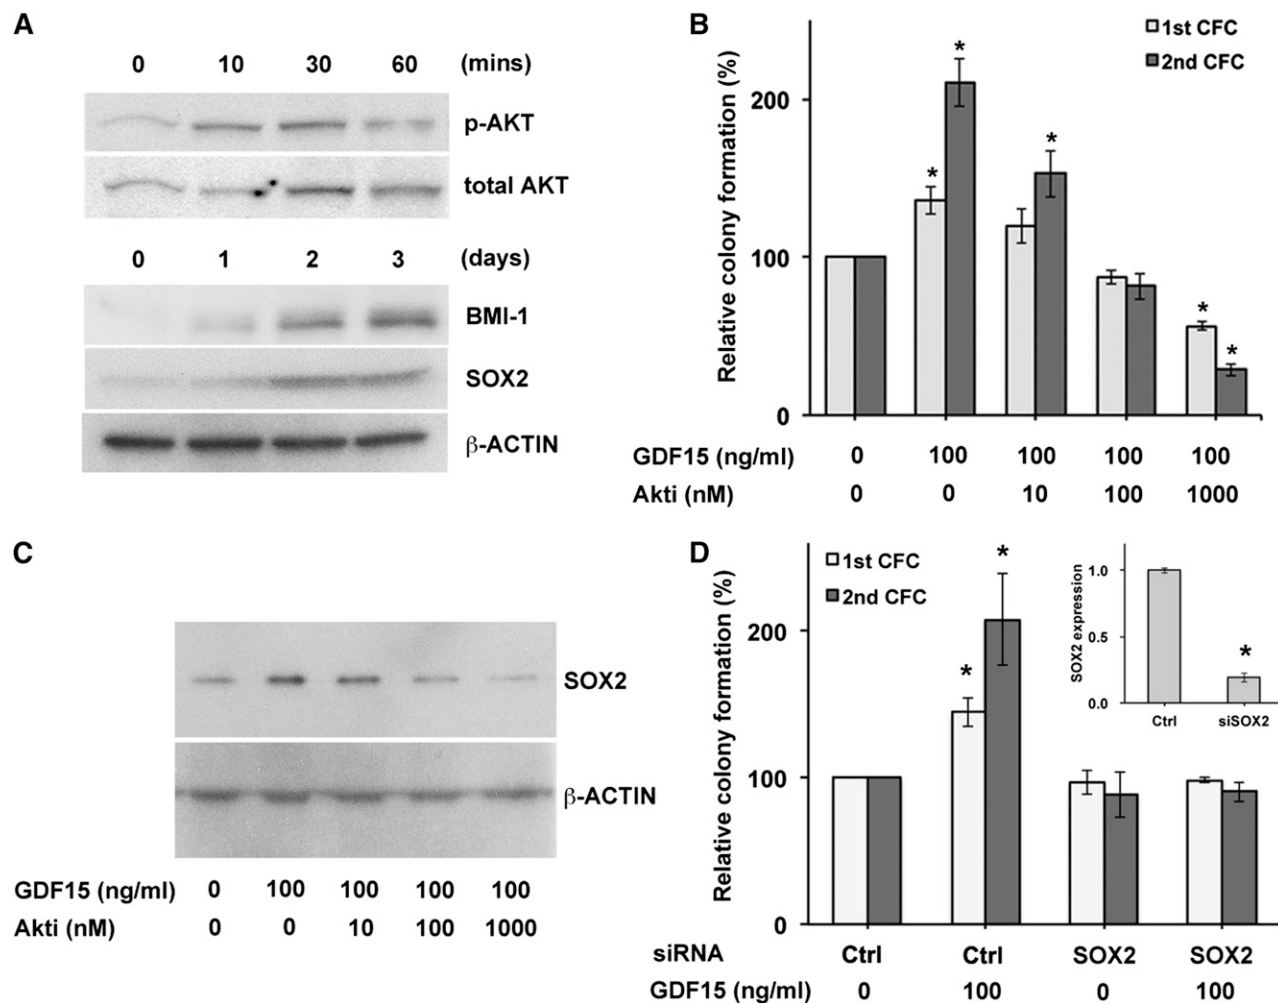 A
0 10 30 60 (mins)
p-AKT
total AKT
0 1 2 3 (days)
BMI-1
SOX2
β-ACTIN
B
Relative colony formation (%)
1st CFC
2nd CFC
200
100
0
* * * * *
GDF15 (ng/ml) 0 100 100 100 100
Akti (nM) 0 0 10 100 1000
C
SOX2
β-ACTIN
GDF15 (ng/ml) 0 100 100 100 100
Akti (nM) 0 0 10 100 1000
D
Relative colony formation (%)
1st CFC
2nd CFC
200
100
0
* *
SOX2 expression
1.0
0.5
0.0
*
Ctrl siSOX2
siRNA Ctrl Ctrl SOX2 SOX2
GDF15 (ng/ml) 0 100 0 100